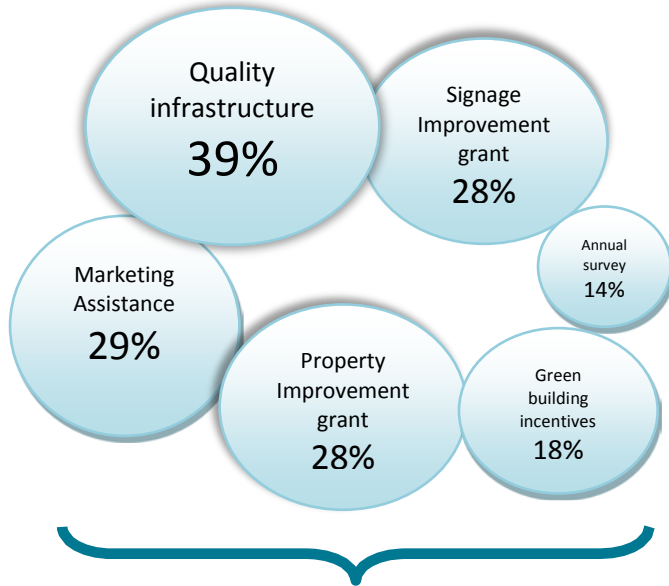 Quality
infrastructure
39%
Signage
Improvement
grant
28%
Annual
survey
14%
Marketing
Assistance
29%
Property
Improvement
grant
28%
Green
building
incentives
18%